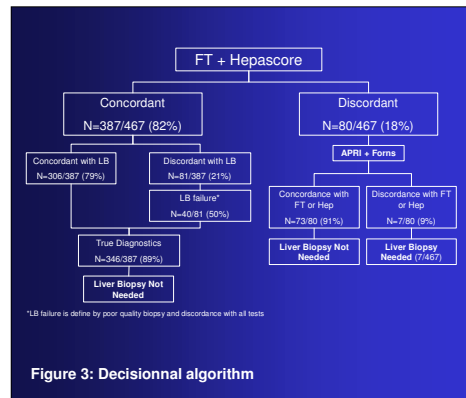 FT + Hepascore
Concordant
N=387/467 (82%)
Discordant
N=80/467 (18%)
Concordant with LB
N=306/387 (79%)
Discordant with LB
N=81/387 (21%)
LB failure*
N=40/81 (50%)
True Diagnostics
N=346/387 (89%)
Liver Biopsy Not
Needed
APRI + Forns
Concordance with
FT or Hep
N=73/80 (91%)
Discordance with FT
or Hep
N=7/80 (9%)
Liver Biopsy Not
Needed
Liver Biopsy
Needed (7/467)
*LB failure is define by poor quality biopsy and discordance with all tests
Figure 3: Decisionnal algorithm